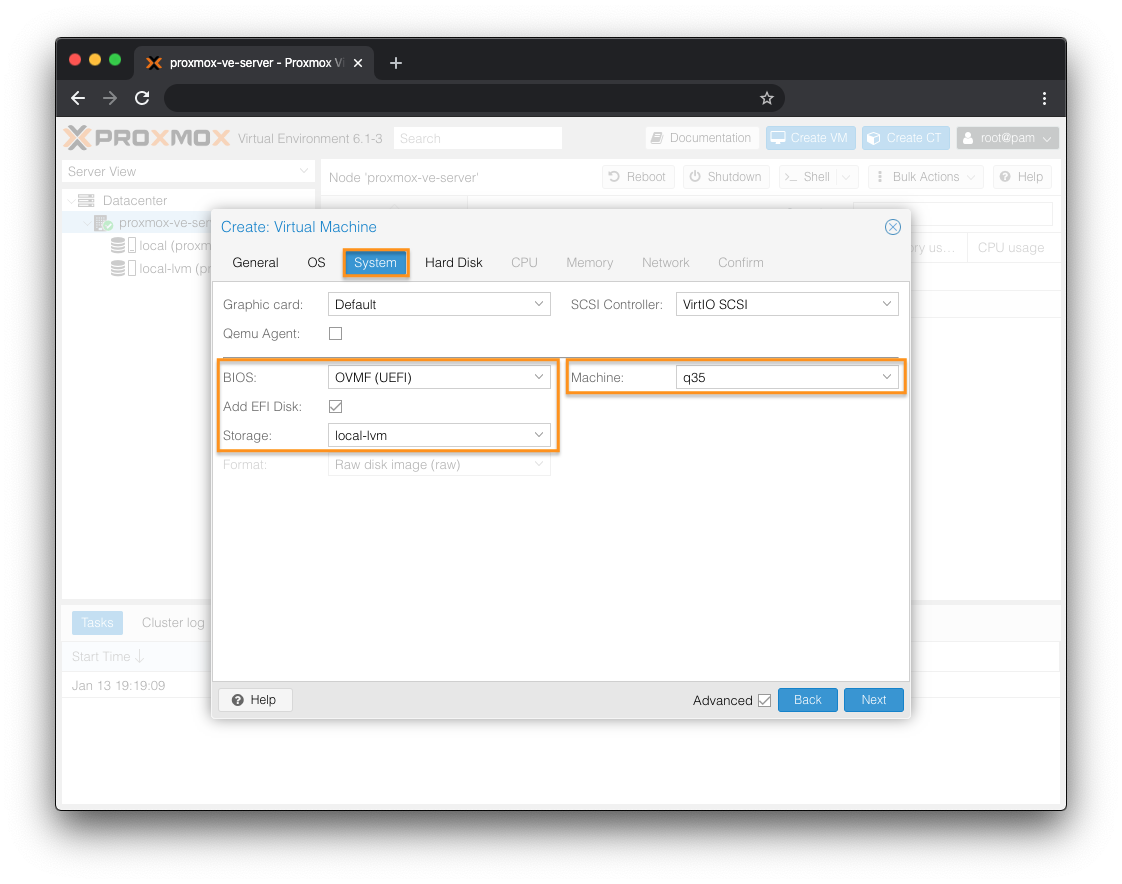 proxmox-ve-server - Proxmox Vi
PROXMOX Virtual Environment 6.1-3 Search Documentation Create VM Create CT root@pam
Server View
Node 'proxmox-ve-server' Reboot Shutdown >_ Shell Bulk Actions Help
Datacenter
proxmox-ve-ser
local (proxm
local-lvm (pr
ory us... CPU usage
Create: Virtual Machine
General OS System Hard Disk CPU Memory Network Confirm
Graphic card: Default SCSI Controller: VirtIO SCSI
Qemu Agent:
BIOS: OVMF (UEFI) Machine: q35
Add EFI Disk:
Storage: local-lvm
Format: Raw disk image (raw)
Help Advanced Back Next
Tasks Cluster log
Start Time
Jan 13 19:19:09